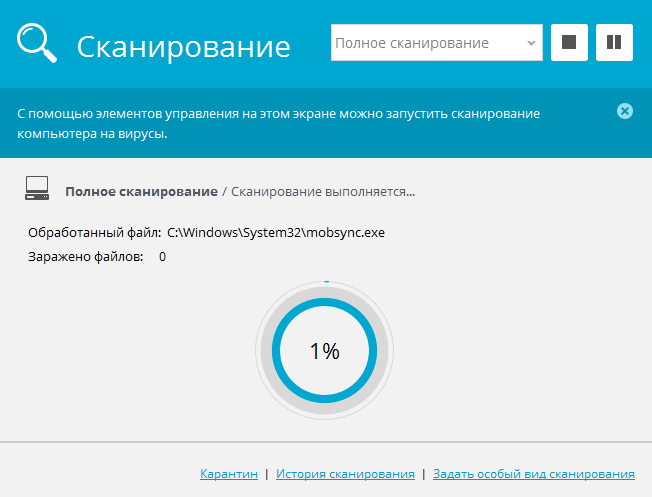 Сканирование
Полное сканирование
С помощью элементов управления на этом экране можно запустить сканирование
компьютера на вирусы.
Полное сканирование / Сканирование выполняется...
Обработанный файл: C:\Windows\System32\mobsync.exe
Заражено файлов: 0
1%
Карантин | История сканирования | Задать особый вид сканирования